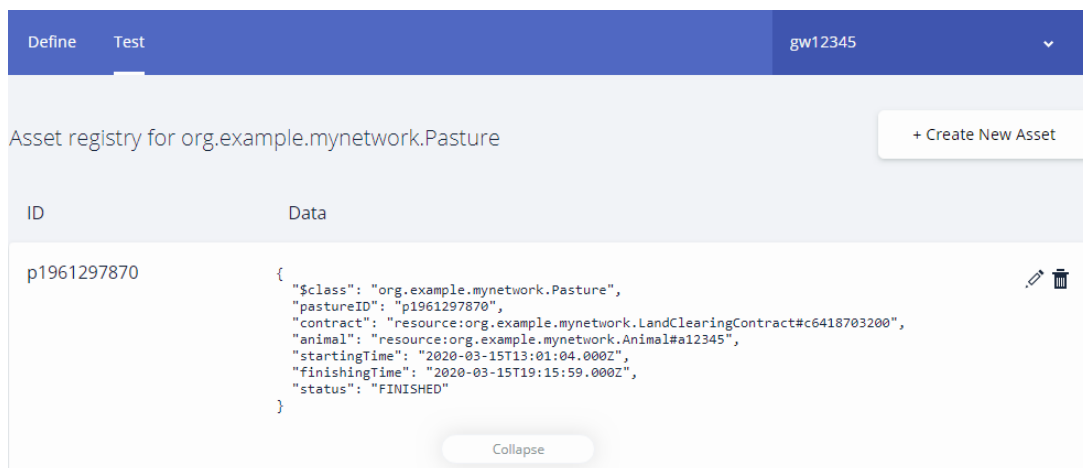 Define Test gw12345
Asset registry for org.example.mynetwork.Pasture + Create New Asset
ID Data
p1961297870 {
"$class": "org.example.mynetwork.Pasture",
"pastureID": "p1961297870",
"contract": "resource:org.example.mynetwork.LandClearingContract#c6418703200",
"animal": "resource:org.example.mynetwork.Animal#a12345",
"startingTime": "2020-03-15T13:01:04.000Z",
"finishingTime": "2020-03-15T19:15:59.000Z",
"status": "FINISHED"
}
Collapse